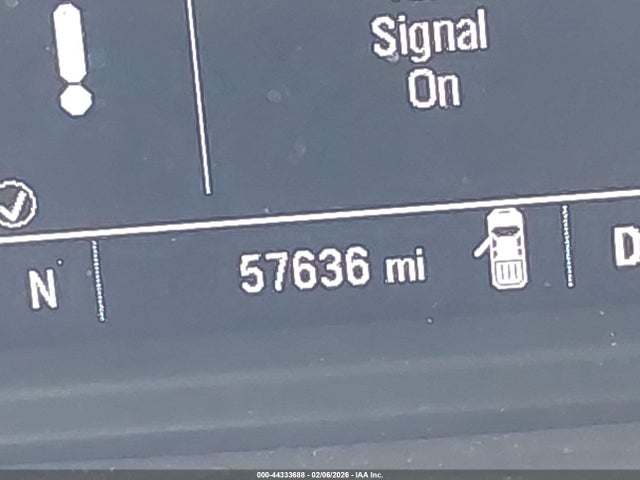 Signal
On
N 57636 mi D
000-44333688 - 02/06/2026 - IAA Inc.